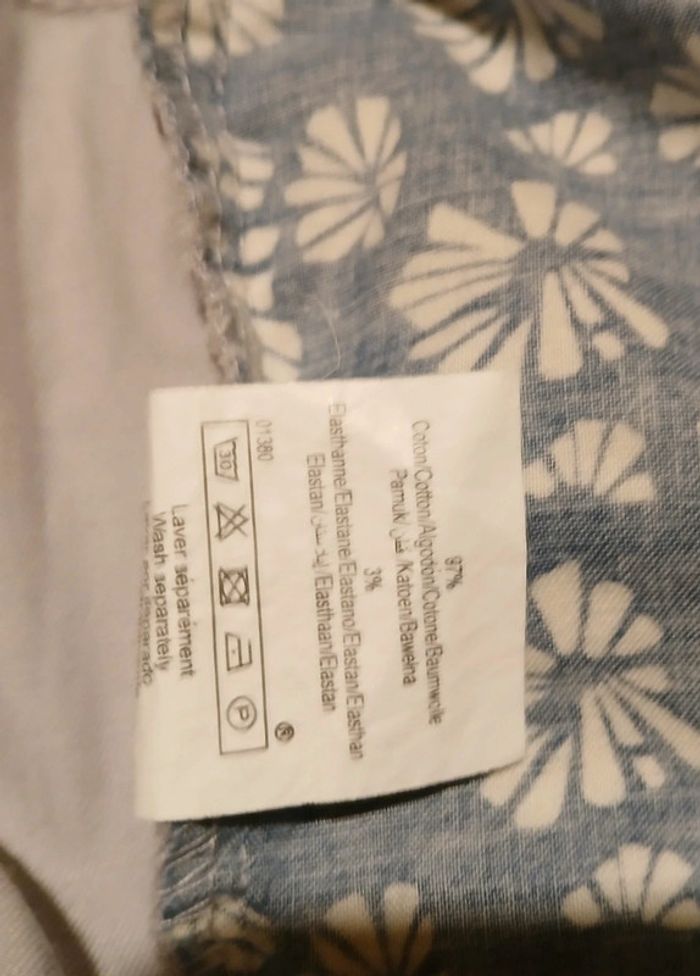 97%
Coton/Cotton/Algodón/Cotone/Baumwolle
Pamuk/قطن/Katoen/Bawełna
3%
Elasthanne/Elastane/Elastano/Elastan/Elasthan
Elastan/إيلاستان/Elasthaan/Elastan
01380
®
30 P
Laver séparément
Wash separately